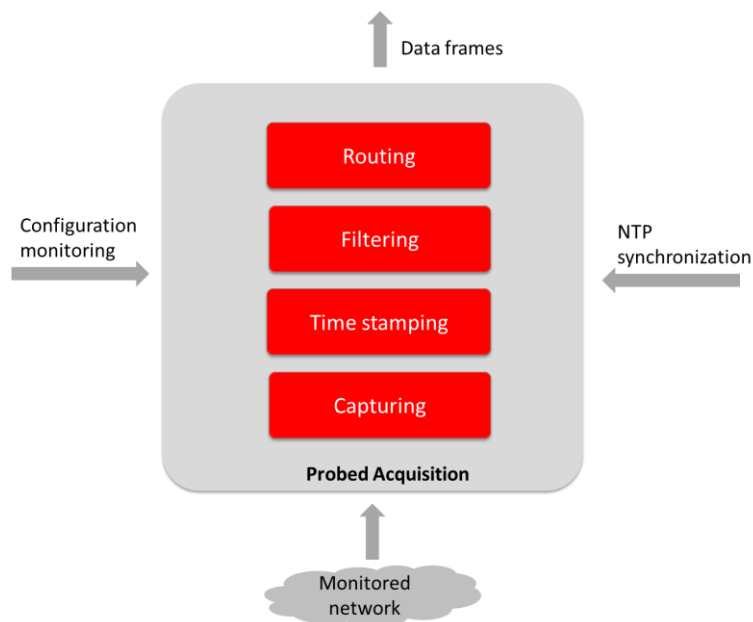 Data frames
Routing
Configuration
monitoring
Filtering
NTP
synchronization
Time stamping
Capturing
Probed Acquisition
Monitored
network